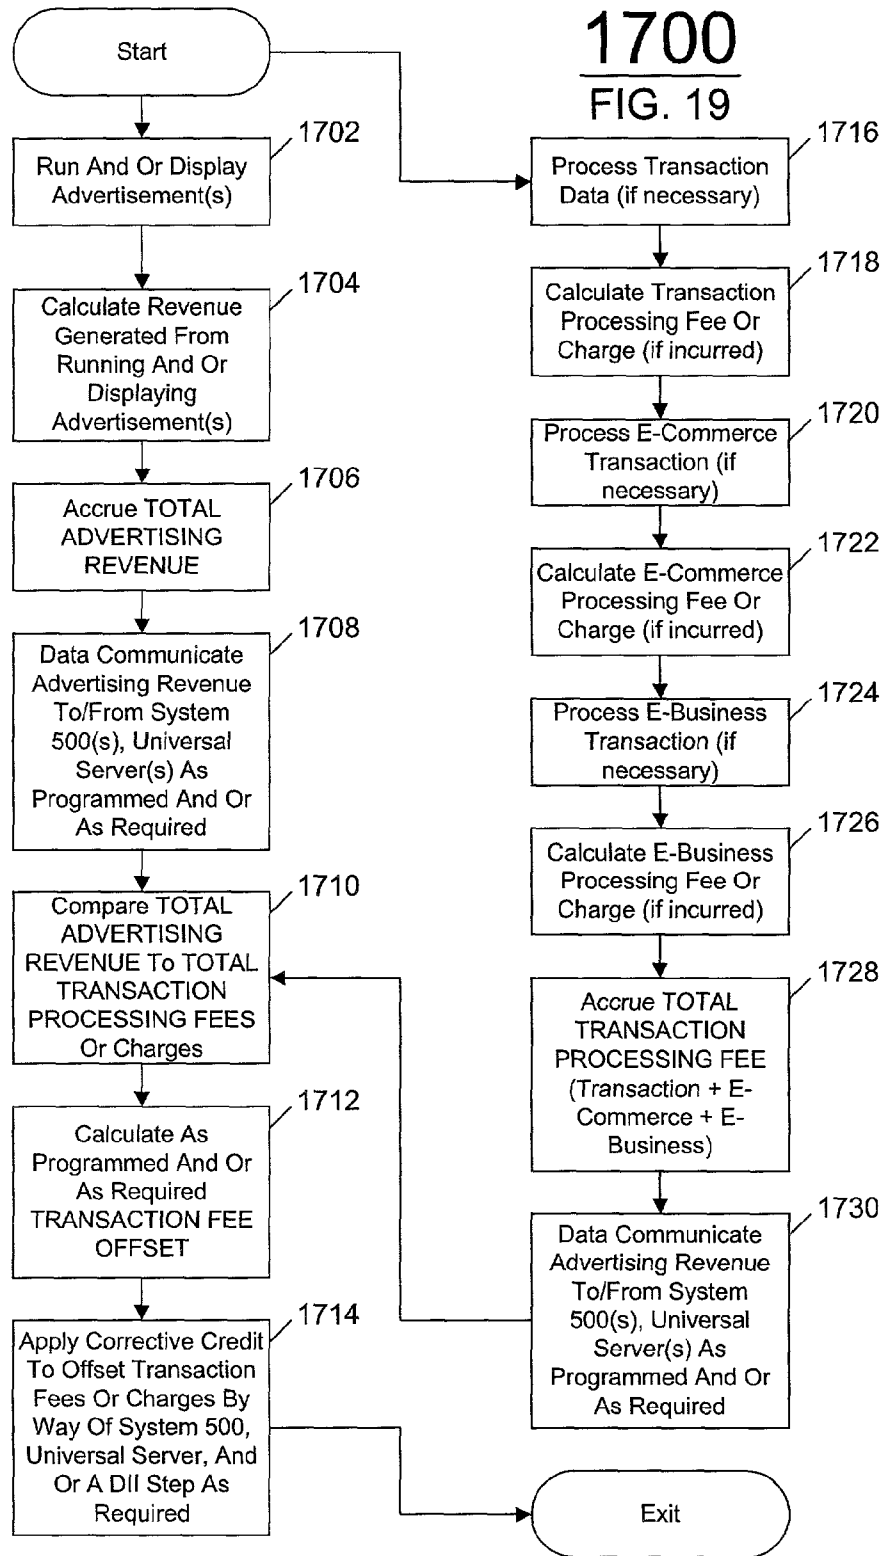 1700
FIG. 19
Start
1702
Run And Or Display
Advertisement(s)
1704
Calculate Revenue
Generated From
Running And Or
Displaying
Advertisement(s)
1706
Accrue TOTAL
ADVERTISING
REVENUE
1708
Data Communicate
Advertising Revenue
To/From System
500(s), Universal
Server(s) As
Programmed And Or
As Required
1710
Compare TOTAL
ADVERTISING
REVENUE To TOTAL
TRANSACTION
PROCESSING FEES
Or Charges
1712
Calculate As
Programmed And Or
As Required
TRANSACTION FEE
OFFSET
1714
Apply Corrective Credit
To Offset Transaction
Fees Or Charges By
Way Of System 500,
Universal Server, And
Or A DII Step As
Required
1716
Process Transaction
Data (if necessary)
1718
Calculate Transaction
Processing Fee Or
Charge (if incurred)
1720
Process E-Commerce
Transaction (if
necessary)
1722
Calculate E-Commerce
Processing Fee Or
Charge (if incurred)
1724
Process E-Business
Transaction (if
necessary)
1726
Calculate E-Business
Processing Fee Or
Charge (if incurred)
1728
Accrue TOTAL
TRANSACTION
PROCESSING FEE
(Transaction + E-
Commerce + E-
Business)
1730
Data Communicate
Advertising Revenue
To/From System
500(s), Universal
Server(s) As
Programmed And Or
As Required
Exit